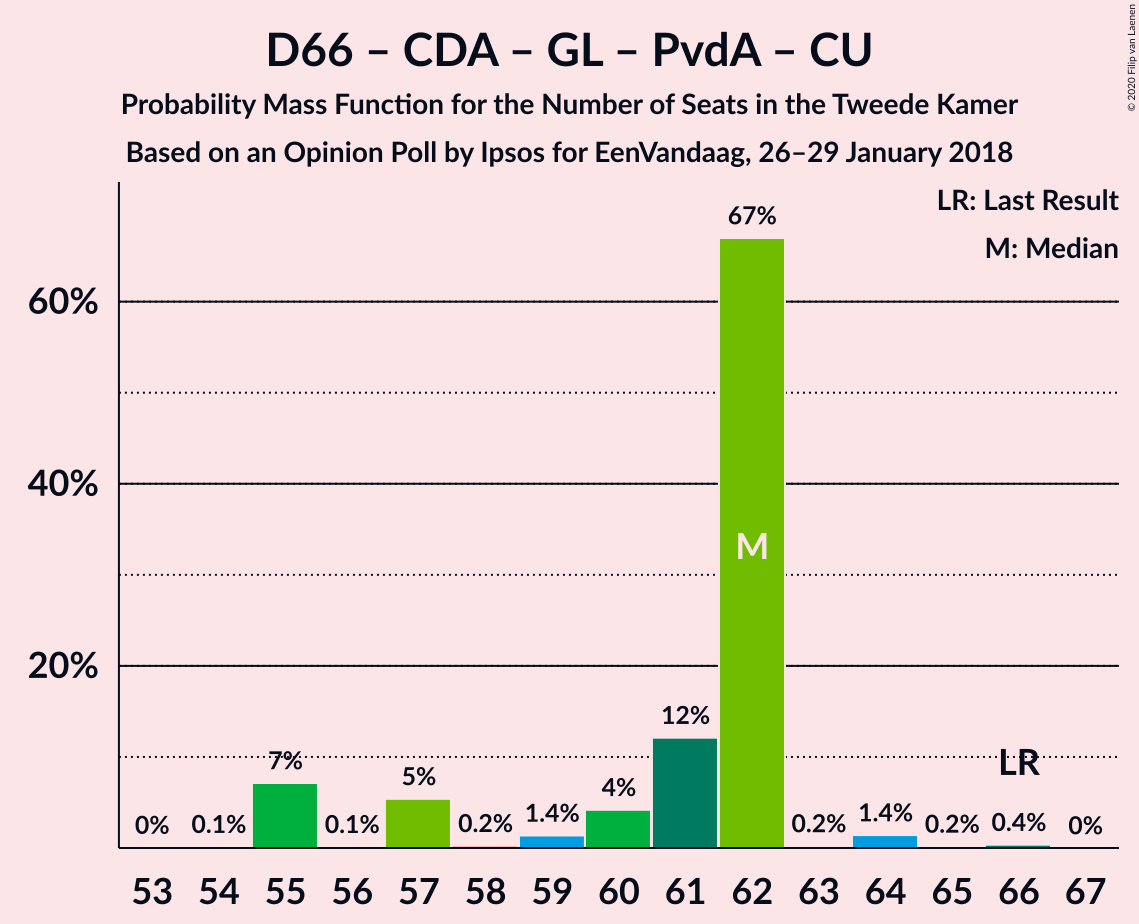 D66 – CDA – GL – PvdA – CU
Probability Mass Function for the Number of Seats in the Tweede Kamer
Based on an Opinion Poll by Ipsos for EenVandaag, 26–29 January 2018
© 2020 Filip van Laenen
LR: Last Result
M: Median
60%
40%
20%
0% 0.1% 7% 0.1% 5% 0.2% 1.4% 4% 12% 67% 0.2% 1.4% 0.2% 0.4% 0%
M
LR
53 54 55 56 57 58 59 60 61 62 63 64 65 66 67